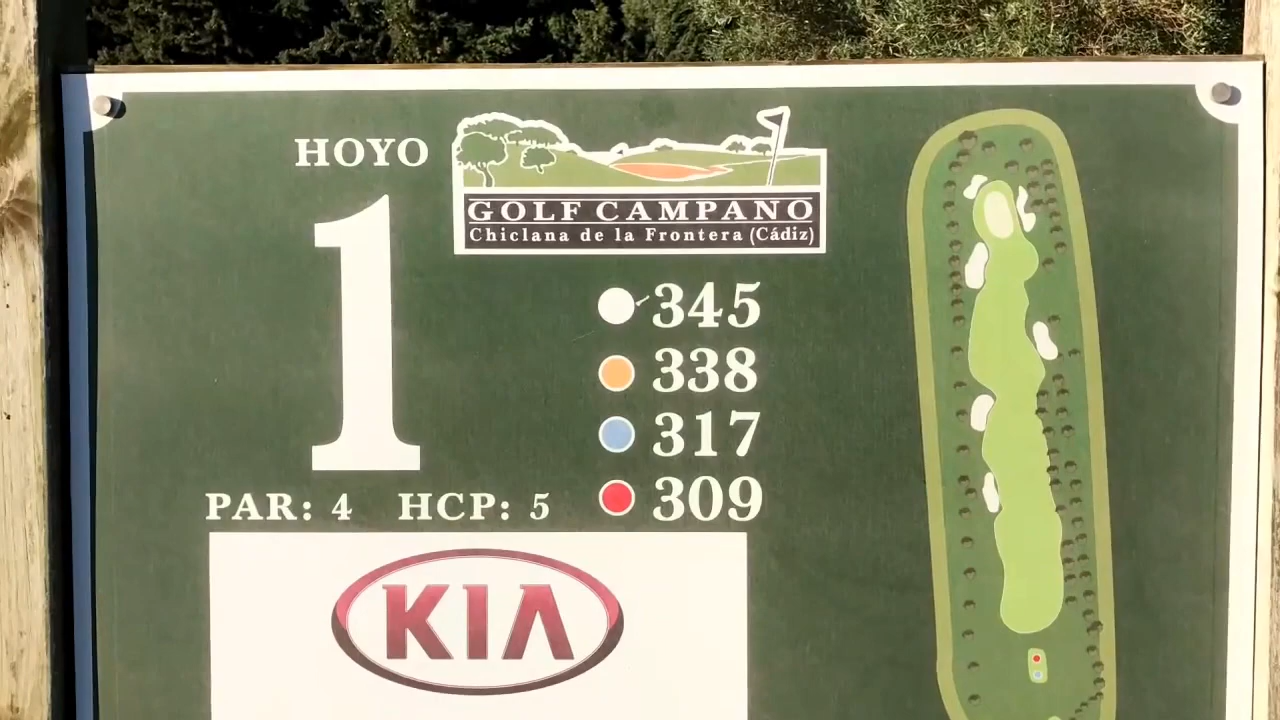 HOYO
1
GOLF CAMPANO
Chiclana de la Frontera (Cádiz)
345
338
317
309
PAR: 4 HCP: 5
KIA